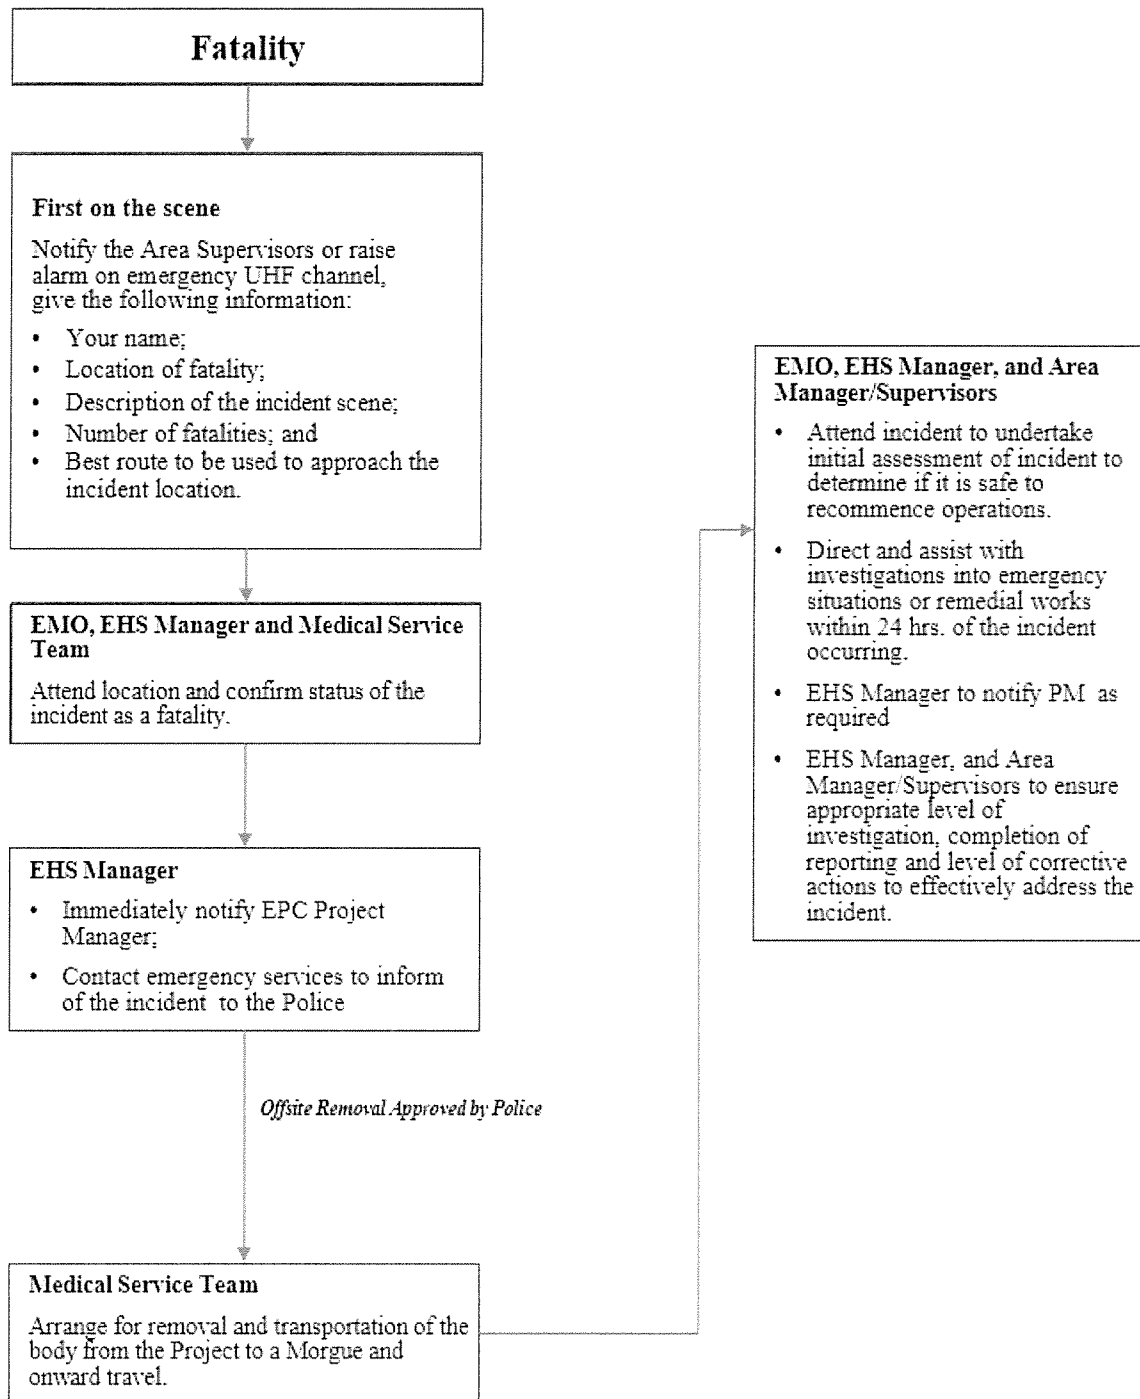 Fatality
First on the scene
Notify the Area Supervisors or raise
alarm on emergency UHF channel,
give the following information:
• Your name;
• Location of fatality;
• Description of the incident scene;
• Number of fatalities; and
• Best route to be used to approach the
incident location.
EMO, EHS Manager and Medical Service
Team
Attend location and confirm status of the
incident as a fatality.
EHS Manager
• Immediately notify EPC Project
Manager;
• Contact emergency services to inform
of the incident to the Police
Offsite Removal Approved by Police
Medical Service Team
Arrange for removal and transportation of the
body from the Project to a Morgue and
onward travel.
EMO, EHS Manager, and Area
Manager/Supervisors
• Attend incident to undertake
initial assessment of incident to
determine if it is safe to
recommence operations.
• Direct and assist with
investigations into emergency
situations or remedial works
within 24 hrs. of the incident
occurring.
• EHS Manager to notify PM as
required
• EHS Manager, and Area
Manager/Supervisors to ensure
appropriate level of
investigation, completion of
reporting and level of corrective
actions to effectively address the
incident.